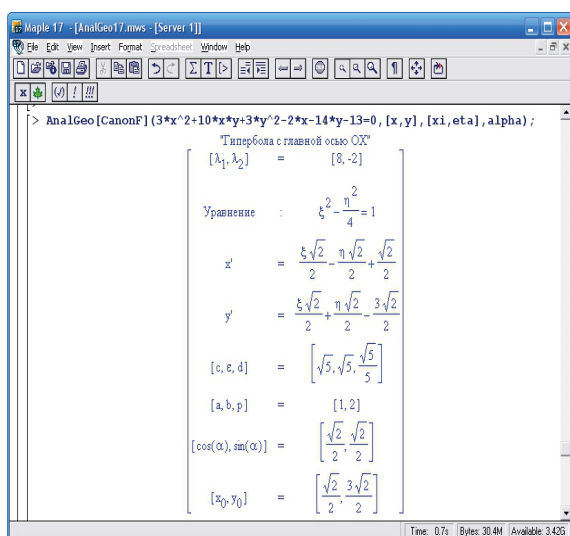 Maple 17 - [AnalGeo17.mws - [Server 1]]
File Edit View Insert Format Spreadsheet Window Help
> AnalGeo[CanonF](3*x^2+10*x*y+3*y^2-2*x-14*y-13=0,[x,y],[xi,eta],alpha);
"Гипербола с главной осью OX"
[λ₁, λ₂] = [8, -2]
Уравнение : ξ² - η²/4 = 1
x' = ξ√2/2 - η√2/2 + √2/2
y' = ξ√2/2 + η√2/2 - 3√2/2
[c, ε, d] = [√5, √5, √5/5]
[a, b, p] = [1, 2]
[cos(α), sin(α)] = [√2/2, √2/2]
[x₀, y₀] = [√2/2, 3√2/2]
Time: 0.7s Bytes: 30.4M Available: 3.42G